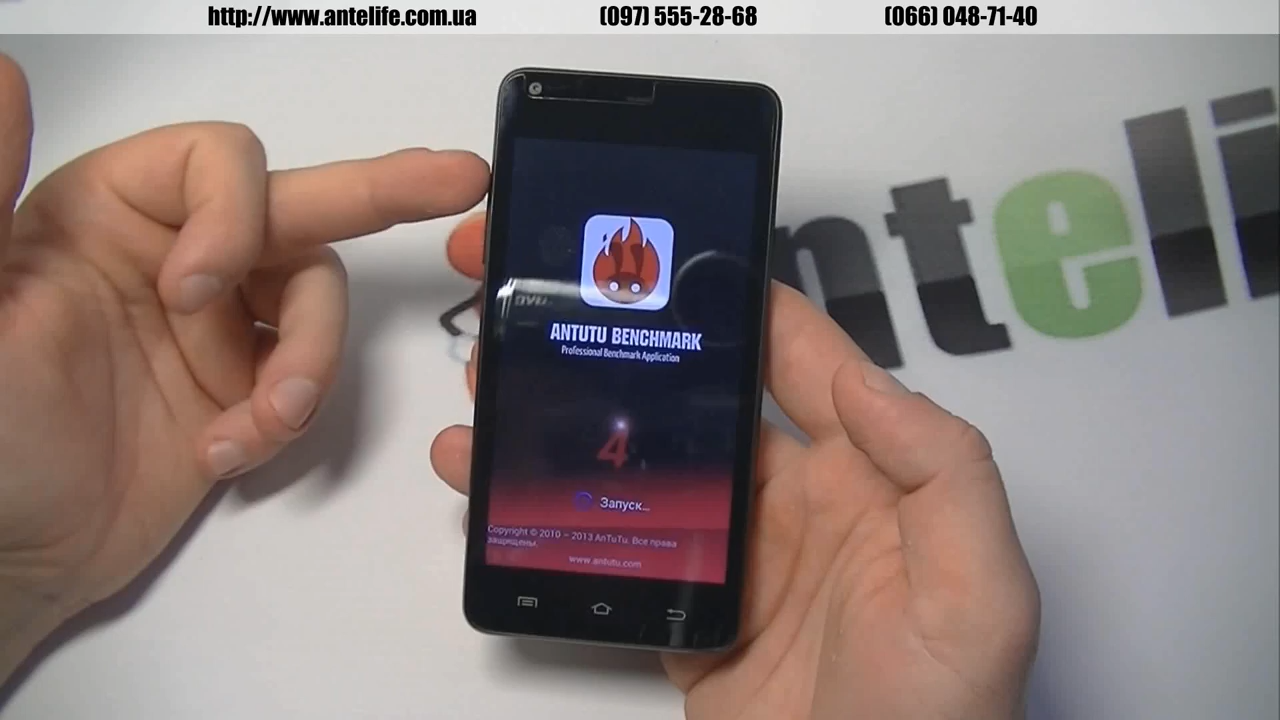 http://www.antelife.com.ua (097) 555-28-68 (066) 048-71-40
anteli
ANTUTU BENCHMARK
Professional Benchmark Application
4
Запуск...
Copyright © 2010 – 2013 AnTuTu. Все права
защищены.
www.antutu.com